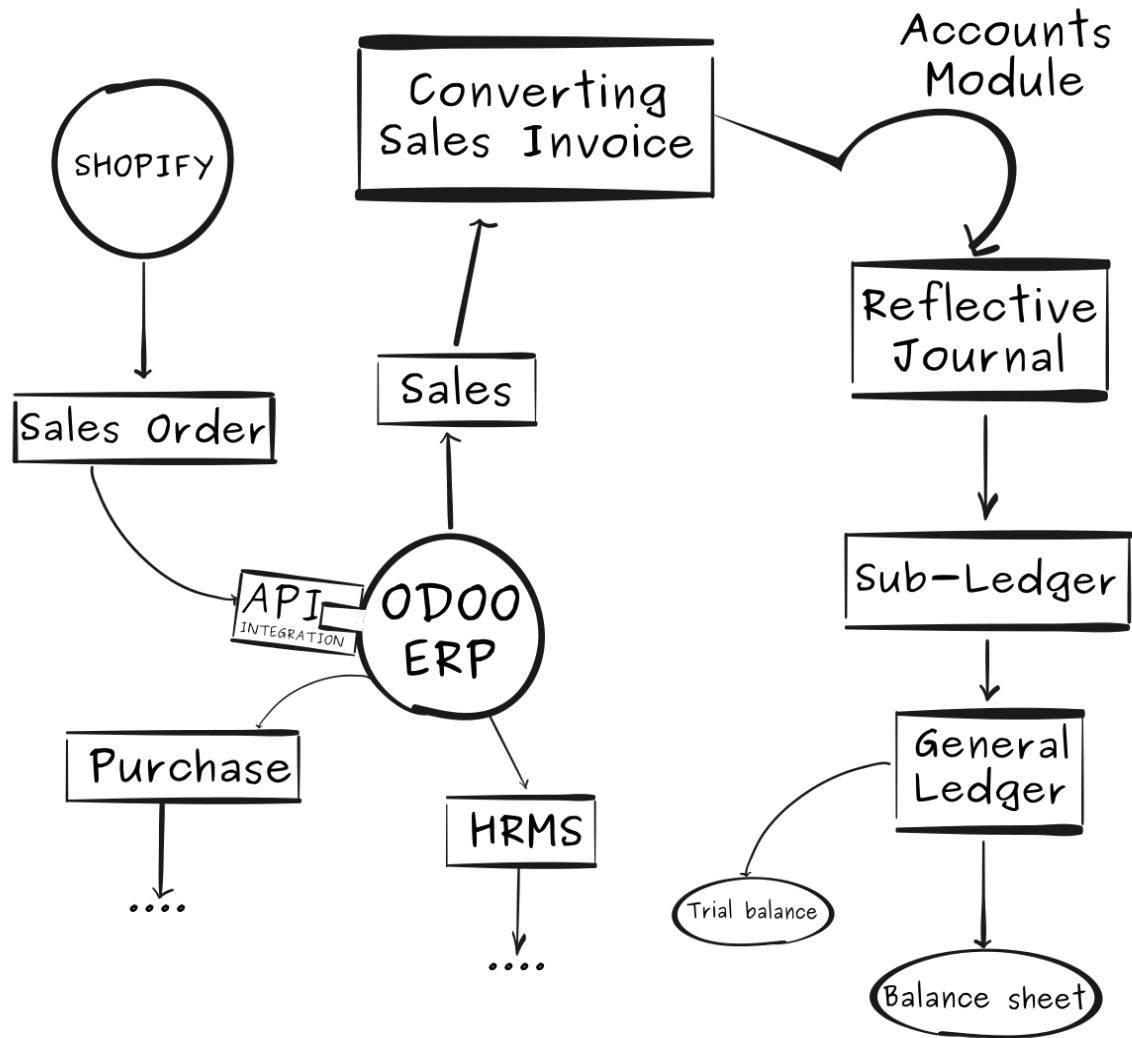 Accounts
Module
Converting
Sales Invoice
SHOPIFY
Reflective
Journal
Sales
Sales Order
Sub-Ledger
API
INTEGRATION
ODOO
ERP
General
Ledger
Purchase
HRMS
Trial balance
Balance sheet